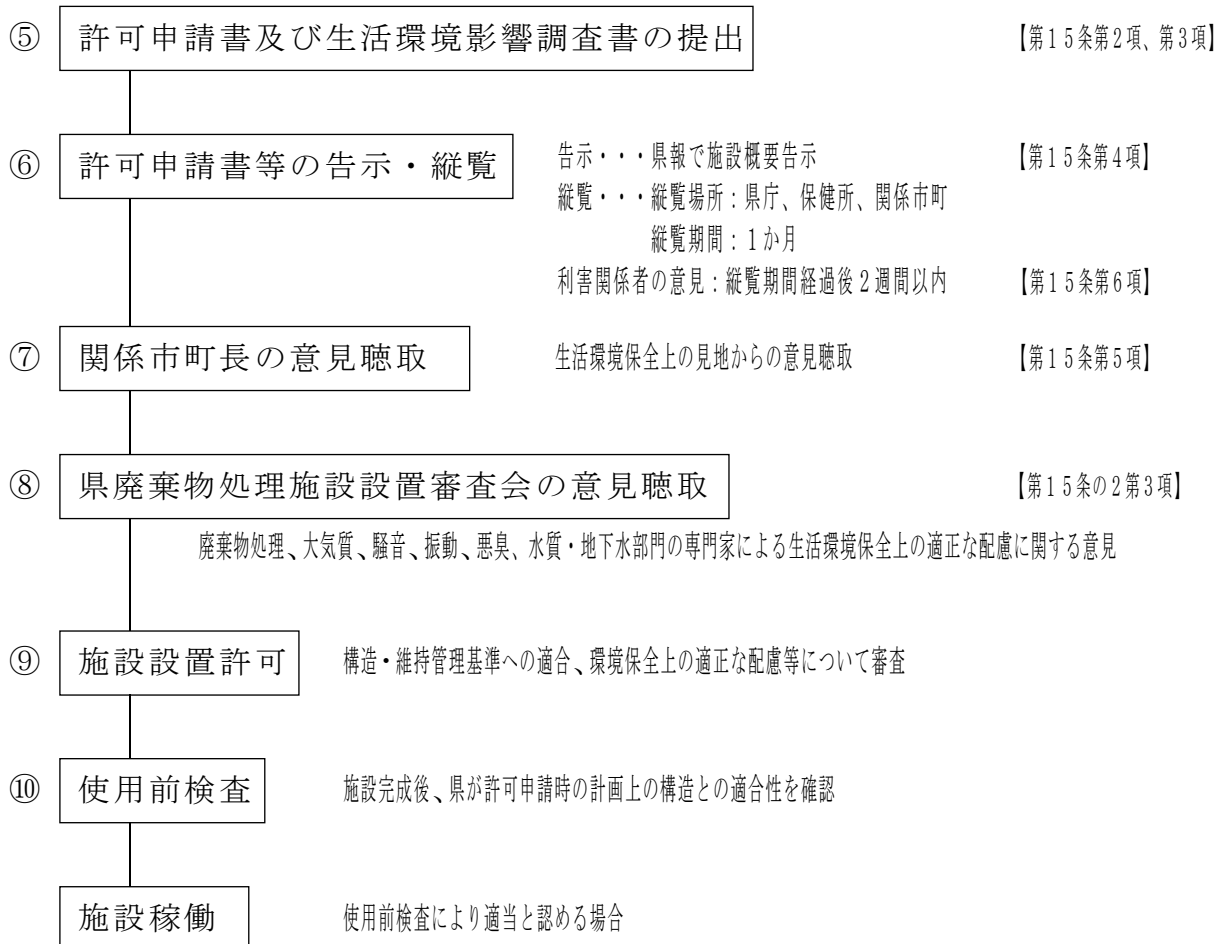 ⑤ 許可申請書及び生活環境影響調査書の提出 【第15条第2項、第3項】
⑥ 許可申請書等の告示・縦覧 告示・・・県報で施設概要告示 【第15条第4項】
縦覧・・・縦覧場所：県庁、保健所、関係市町
縦覧期間：1か月
利害関係者の意見：縦覧期間経過後2週間以内 【第15条第6項】
⑦ 関係市町長の意見聴取 生活環境保全上の見地からの意見聴取 【第15条第5項】
⑧ 県廃棄物処理施設設置審査会の意見聴取 【第15条の2第3項】
廃棄物処理、大気質、騒音、振動、悪臭、水質・地下水部門の専門家による生活環境保全上の適正な配慮に関する意見
⑨ 施設設置許可 構造・維持管理基準への適合、環境保全上の適正な配慮等について審査
⑩ 使用前検査 施設完成後、県が許可申請時の計画上の構造との適合性を確認
施設稼働 使用前検査により適当と認める場合